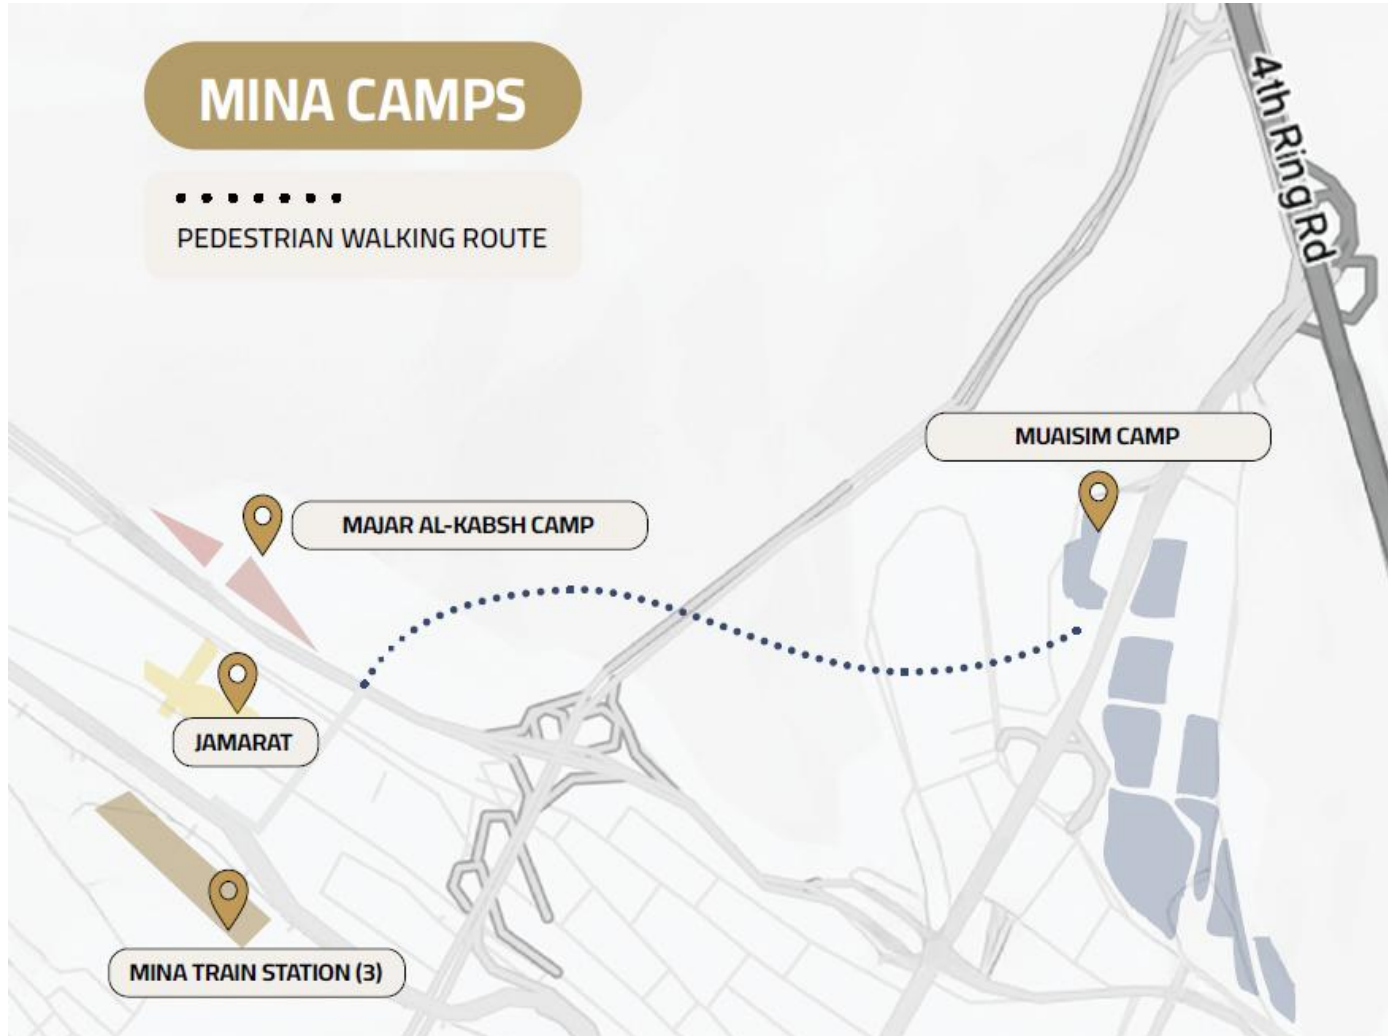 MINA CAMPS
PEDESTRIAN WALKING ROUTE
4th Ring Rd
MUAISIM CAMP
MAJAR AL-KABSH CAMP
JAMARAT
MINA TRAIN STATION (3)